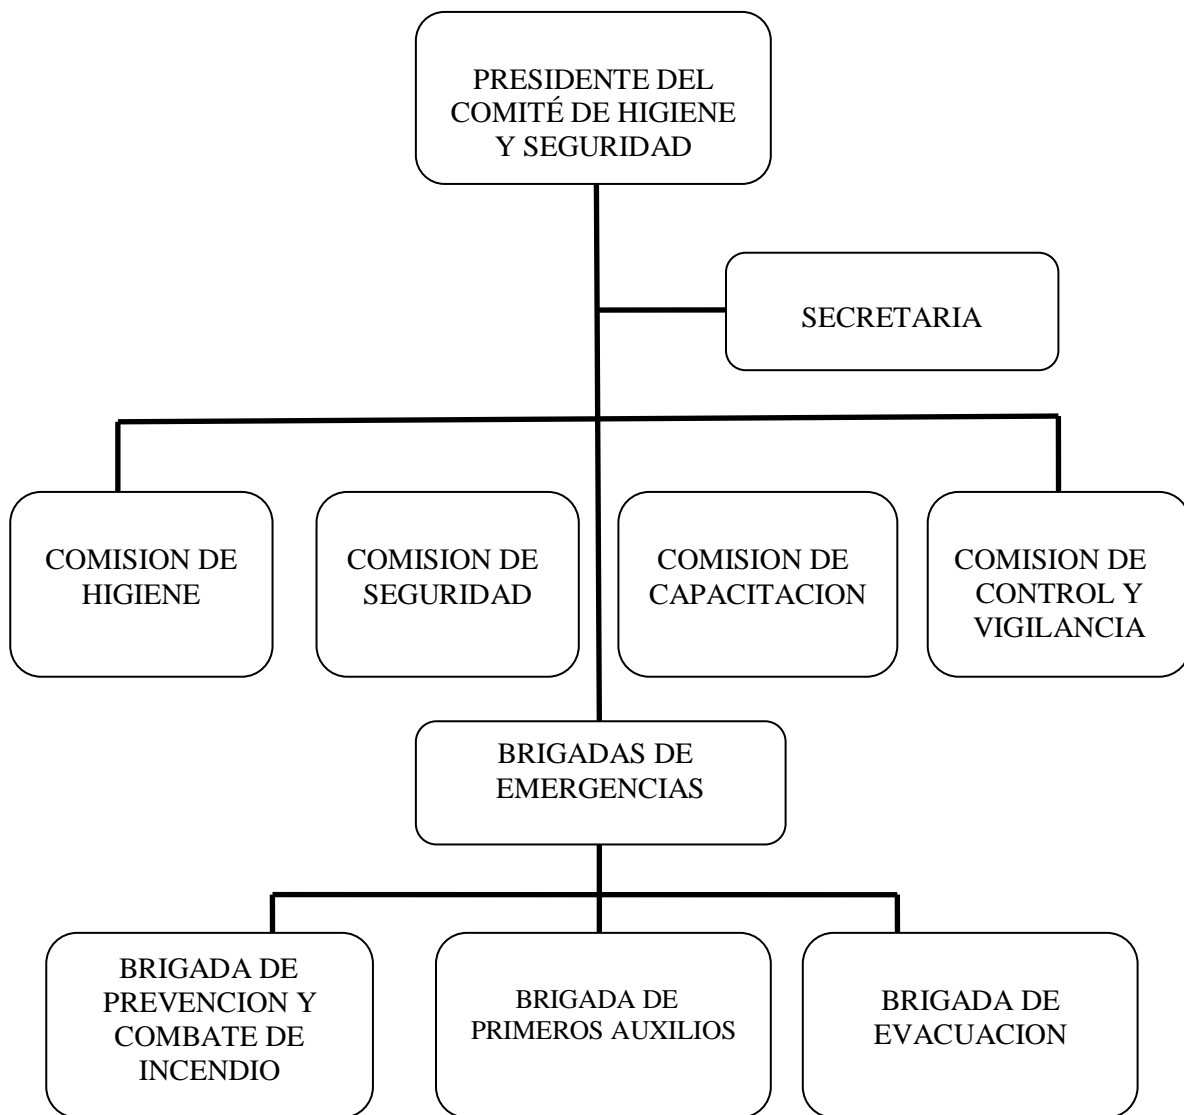 PRESIDENTE DEL
COMITÉ DE HIGIENE
Y SEGURIDAD
SECRETARIA
COMISION DE
HIGIENE
COMISION DE
SEGURIDAD
COMISION DE
CAPACITACION
COMISION DE
CONTROL Y
VIGILANCIA
BRIGADAS DE
EMERGENCIAS
BRIGADA DE
PREVENCION Y
COMBATE DE
INCENDIO
BRIGADA DE
PRIMEROS AUXILIOS
BRIGADA DE
EVACUACION